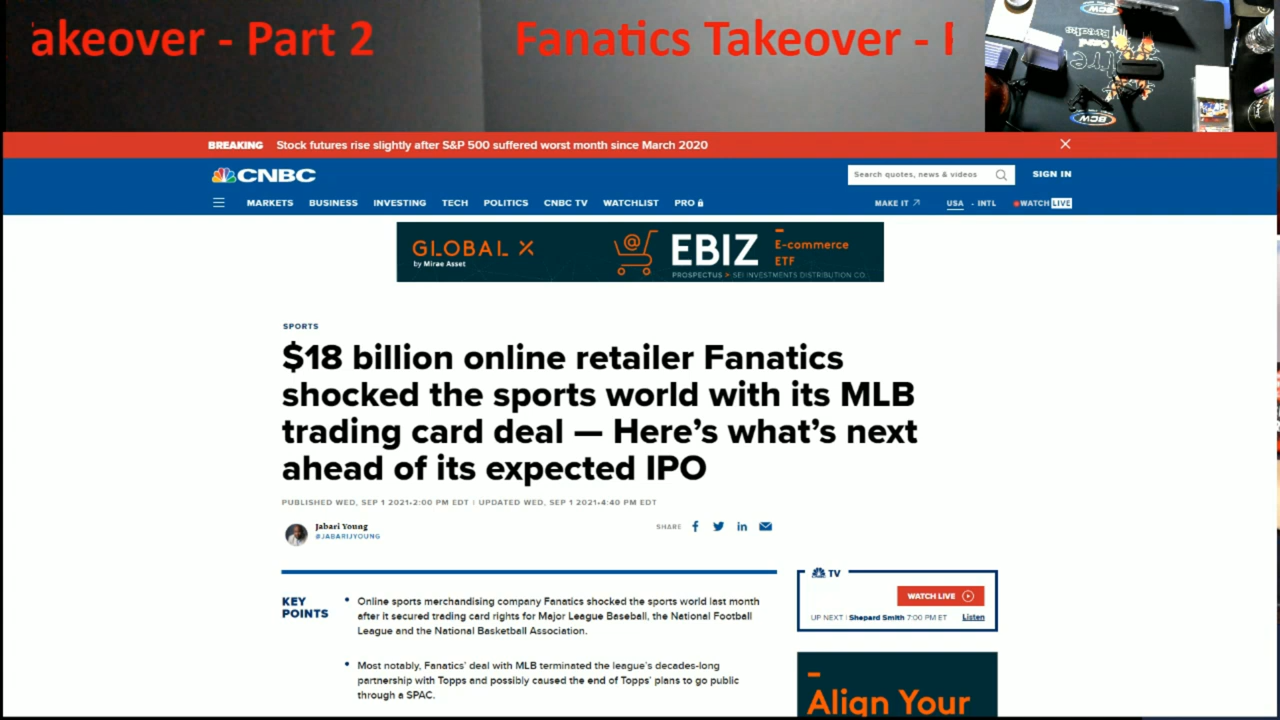 akeover - Part 2
Fanatics Takeover -
BCW
BCW
BREAKING Stock futures rise slightly after S&P 500 suffered worst month since March 2020
CNBC
Search quotes, news & videos
SIGN IN
MARKETS BUSINESS INVESTING TECH POLITICS CNBC TV WATCHLIST PRO
MAKE IT USA - INTL WATCH LIVE
GLOBAL X
by Mirae Asset
EBIZ
E-commerce
ETF
PROSPECTUS > SEI INVESTMENTS DISTRIBUTION CO.
SPORTS
$18 billion online retailer Fanatics
shocked the sports world with its MLB
trading card deal — Here’s what’s next
ahead of its expected IPO
PUBLISHED WED, SEP 1 2021•2:00 PM EDT | UPDATED WED, SEP 1 2021•4:40 PM EDT
Jabari Young
@JABARIJYOUNG
SHARE
KEY
POINTS
• Online sports merchandising company Fanatics shocked the sports world last month
after it secured trading card rights for Major League Baseball, the National Football
League and the National Basketball Association.
• Most notably, Fanatics’ deal with MLB terminated the league’s decades-long
partnership with Topps and possibly caused the end of Topps’ plans to go public
through a SPAC.
TV
WATCH LIVE
UP NEXT | Shepard Smith 7:00 PM ET Listen
Align Your